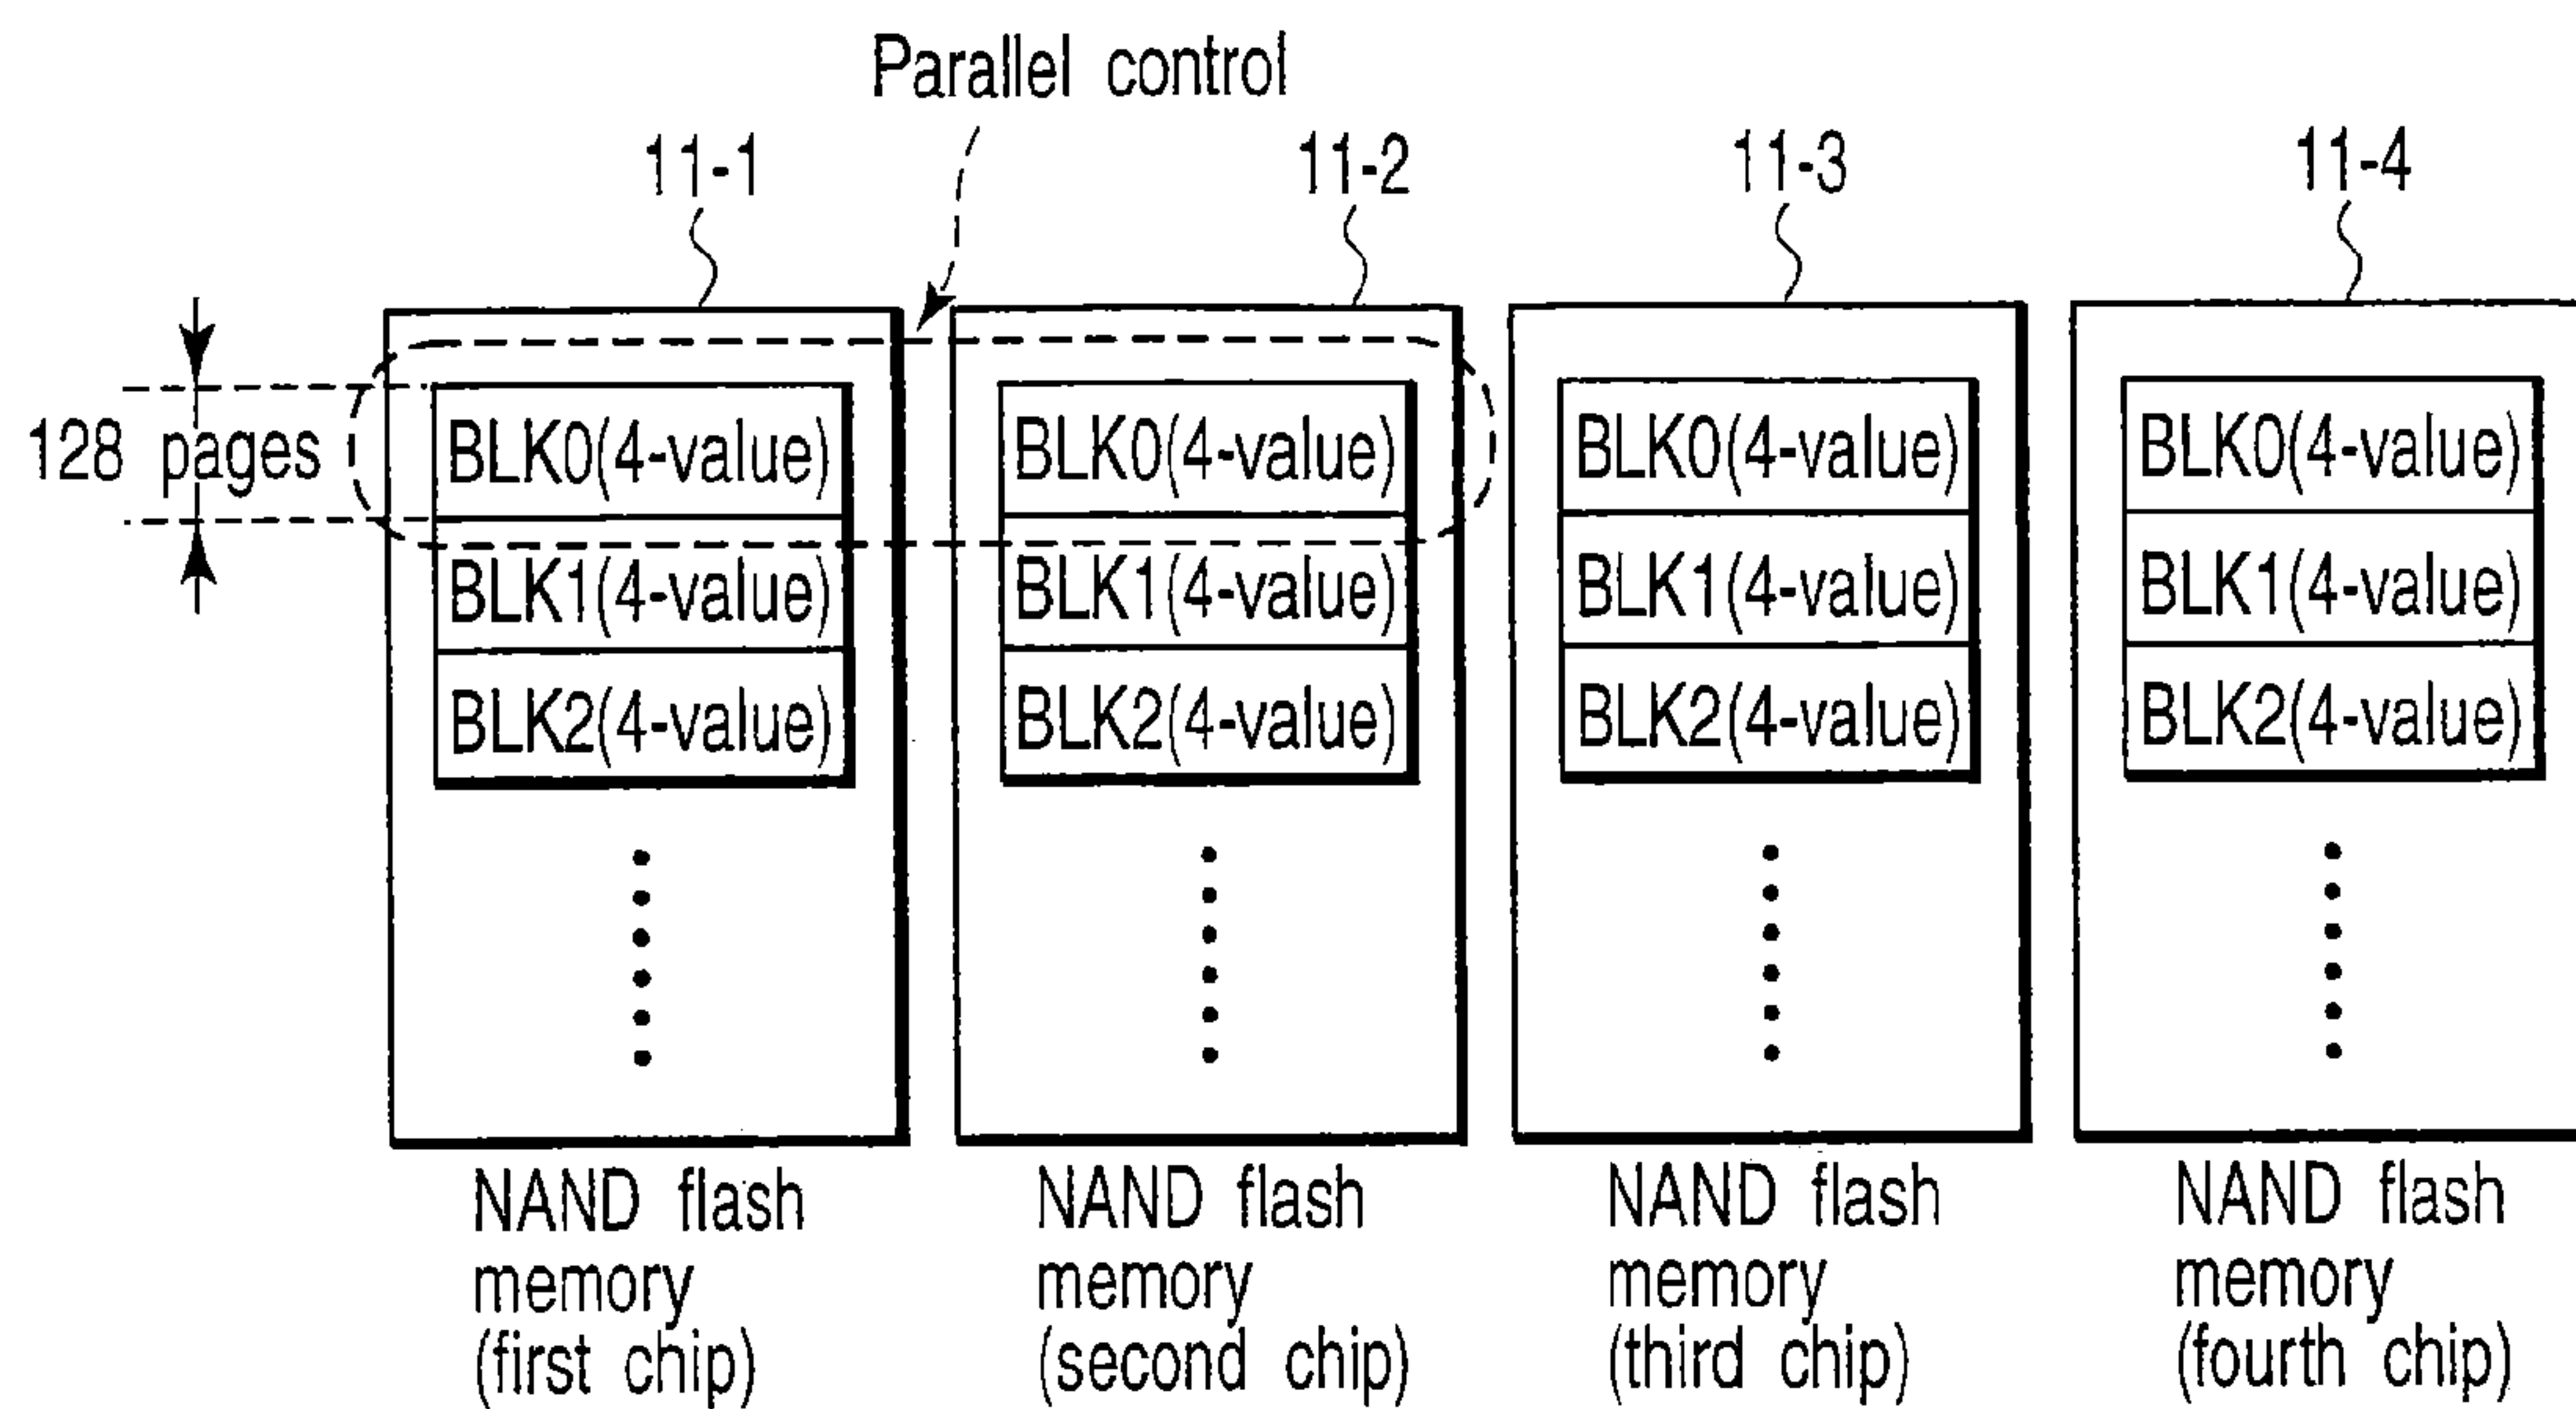 Parallel control
11-1
11-2
11-3
11-4
128 pages
BLK0(4-value)
BLK0(4-value)
BLK0(4-value)
BLK0(4-value)
BLK1(4-value)
BLK1(4-value)
BLK1(4-value)
BLK1(4-value)
BLK2(4-value)
BLK2(4-value)
BLK2(4-value)
BLK2(4-value)
NAND flash
memory
(first chip)
NAND flash
memory
(second chip)
NAND flash
memory
(third chip)
NAND flash
memory
(fourth chip)